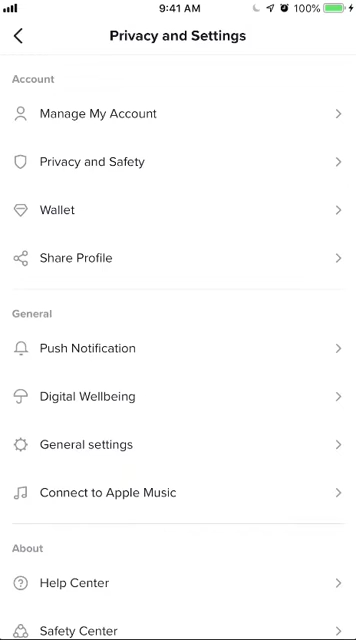 9:41 AM
100%
Privacy and Settings
Account
Manage My Account
Privacy and Safety
Wallet
Share Profile
General
Push Notification
Digital Wellbeing
General settings
Connect to Apple Music
About
Help Center
Safety Center